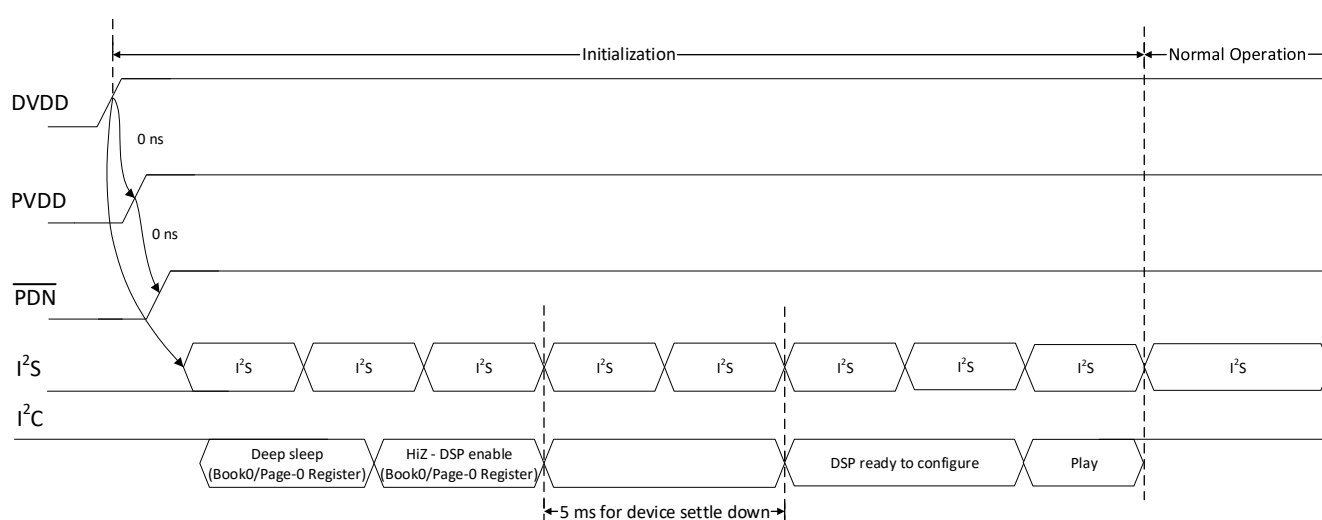 Initialization
Normal Operation
DVDD
0 ns
PVDD
0 ns
PDN
I²S
I²S I²S I²S I²S I²S I²S I²S I²S I²S
I²C
Deep sleep
(Book0/Page-0 Register)
HiZ - DSP enable
(Book0/Page-0 Register)
DSP ready to configure
Play
5 ms for device settle down